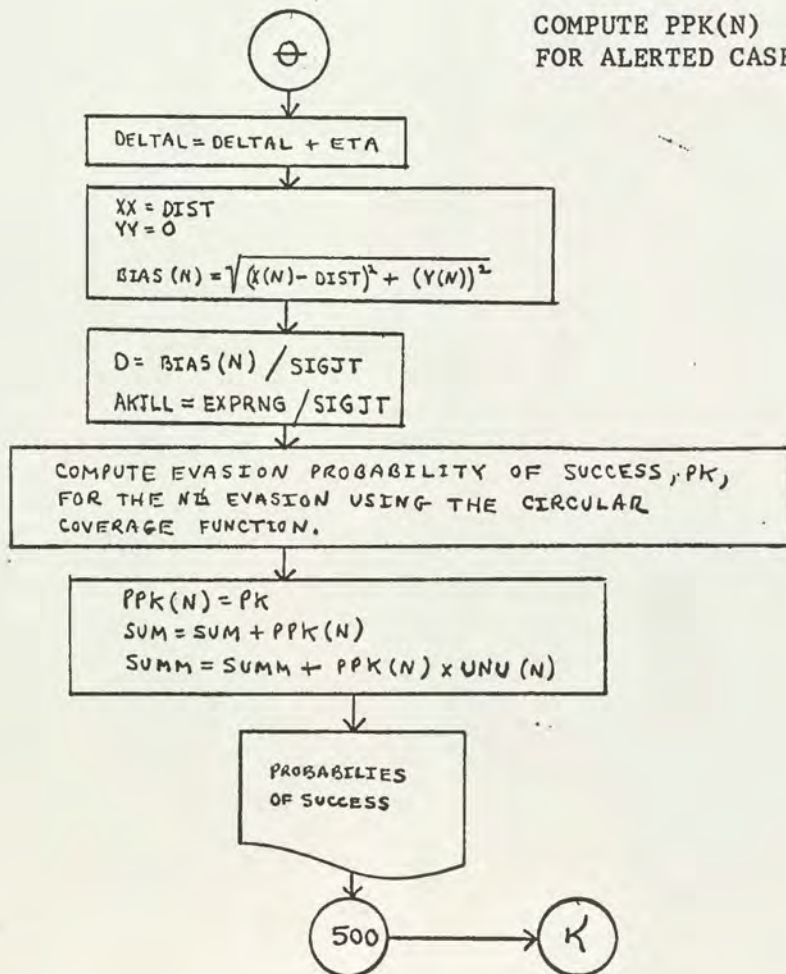 COMPUTE PPK(N)
FOR ALERTED CASE
Θ
DELTAL = DELTAL + ETA
XX = DIST
YY = 0
BIAS (N) = √(X(N) - DIST)² + (Y(N))²
D = BIAS(N) / SIGJT
AKILL = EXPRNG / SIGJT
COMPUTE EVASION PROBABILITY OF SUCCESS, PK,
FOR THE Nth EVASION USING THE CIRCULAR
COVERAGE FUNCTION.
PPK(N) = PK
SUM = SUM + PPK(N)
SUMM = SUMM + PPK(N) x UNU (N)
PROBABILIES
OF SUCCESS
500
K